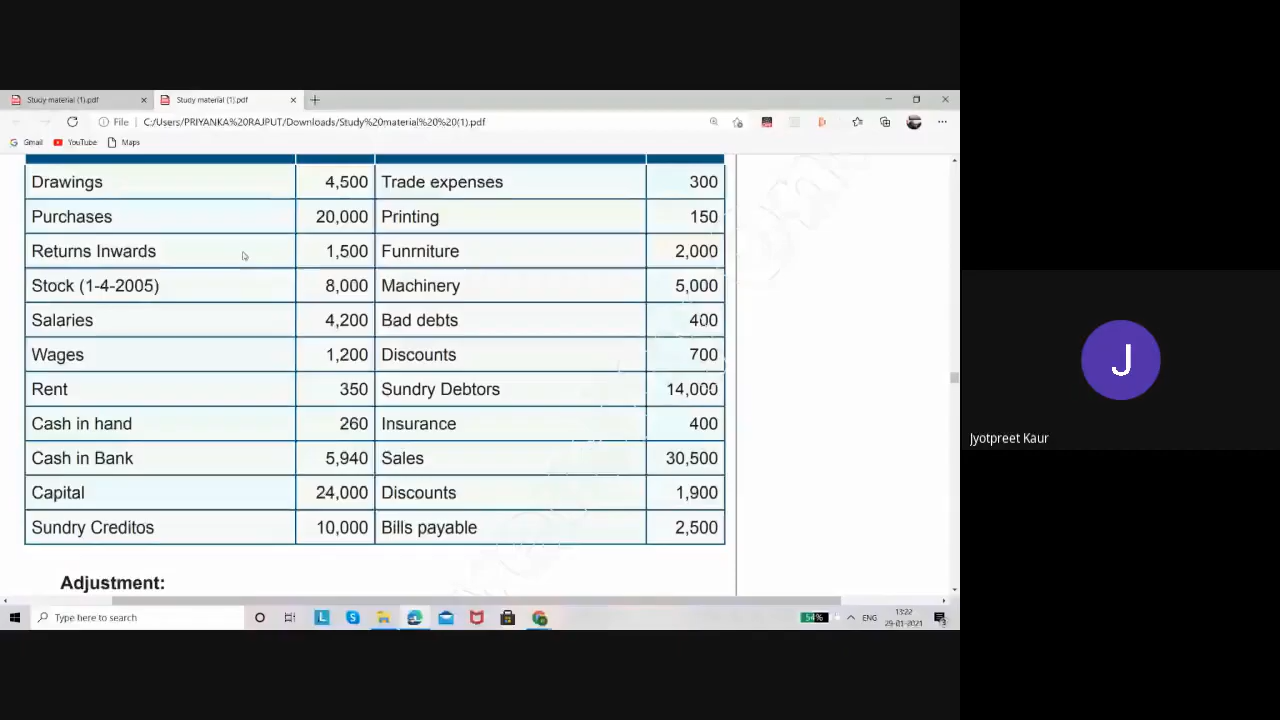 Study material (1).pdf
Study material (1).pdf
File
C:/Users/PRIYANKA%20RAJPUT/Downloads/Study%20material%20%20(1).pdf
Gmail YouTube Maps
Drawings 4,500 Trade expenses 300
Purchases 20,000 Printing 150
Returns Inwards 1,500 Funrniture 2,000
Stock (1-4-2005) 8,000 Machinery 5,000
Salaries 4,200 Bad debts 400
Wages 1,200 Discounts 700
Rent 350 Sundry Debtors 14,000
Cash in hand 260 Insurance 400
Cash in Bank 5,940 Sales 30,500
Capital 24,000 Discounts 1,900
Sundry Creditos 10,000 Bills payable 2,500
Adjustment:
Type here to search
L
S
54%
ENG
13:22
29-01-2021
J
Jyotpreet Kaur